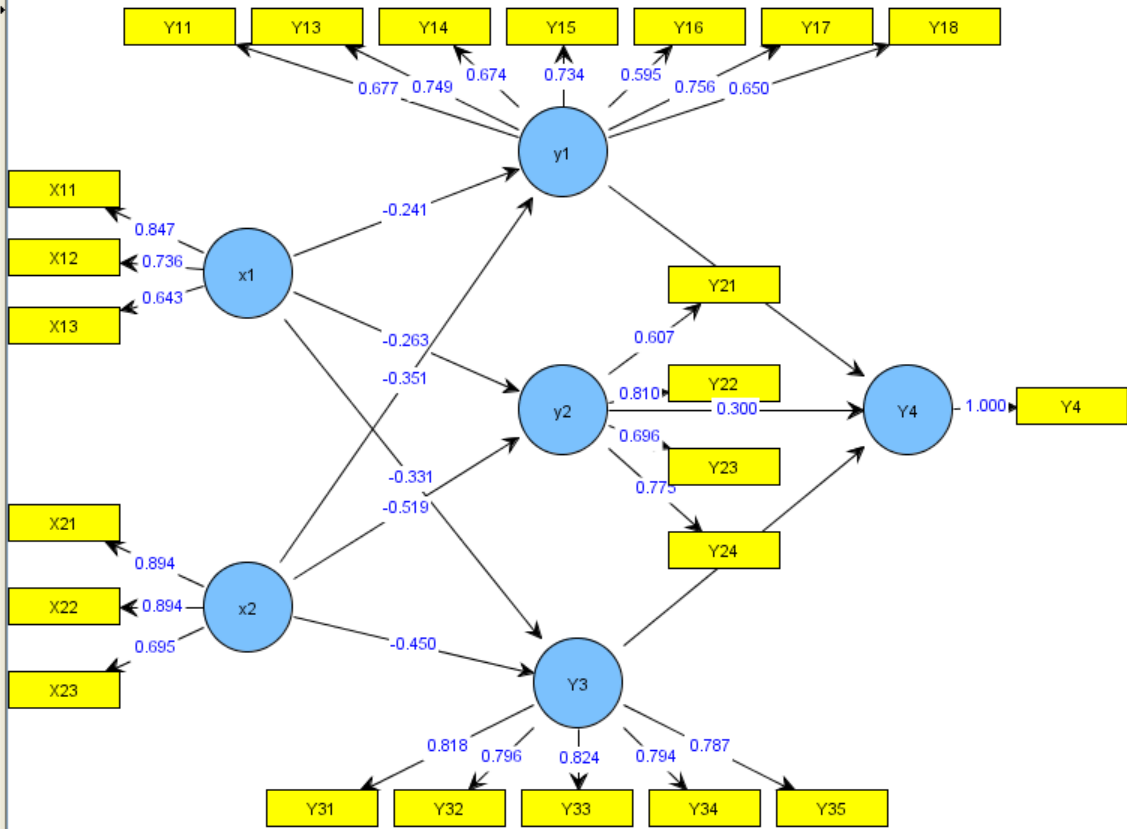 Y11 Y13 Y14 Y15 Y16 Y17 Y18
0.677 0.749 0.674 0.734 0.595 0.756 0.650
y1
X11
0.847
X12
0.736
X13
0.643
x1
-0.241
-0.263
-0.351
-0.331
-0.519
-0.450
Y21
0.607
Y22
0.810
y2
0.300
Y23
0.696
0.775
Y24
Y4
1.000
Y4
X21
0.894
X22
0.894
X23
0.695
x2
Y3
0.818 0.796 0.824 0.794 0.787
Y31 Y32 Y33 Y34 Y35